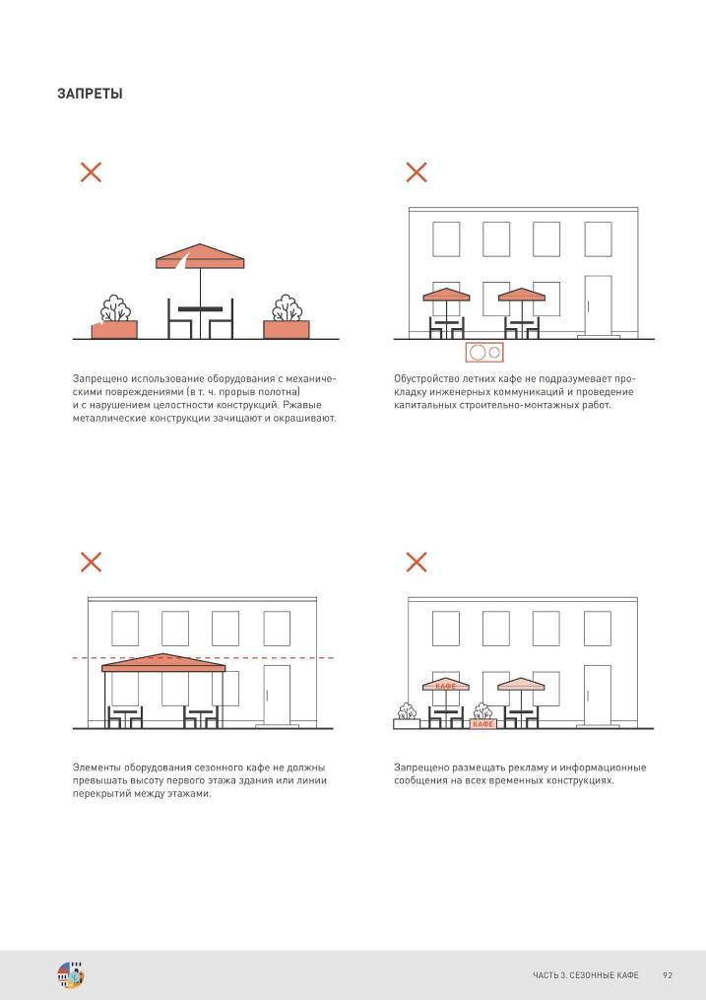 ЗАПРЕТЫ
Запрещено использование оборудования с механиче-
скими повреждениями (в т. ч. прорыв полотна)
и с нарушением целостности конструкций. Ржавые
металлические конструкции зачищают и окрашивают.
Обустройство летних кафе не подразумевает про-
кладку инженерных коммуникаций и проведение
капитальных строительно-монтажных работ.
КАФЕ
КАФЕ
Элементы оборудования сезонного кафе не должны
превышать высоту первого этажа здания или линии
перекрытий между этажами.
Запрещено размещать рекламу и информационные
сообщения на всех временных конструкциях.
ЧАСТЬ 3. СЕЗОННЫЕ КАФЕ 92